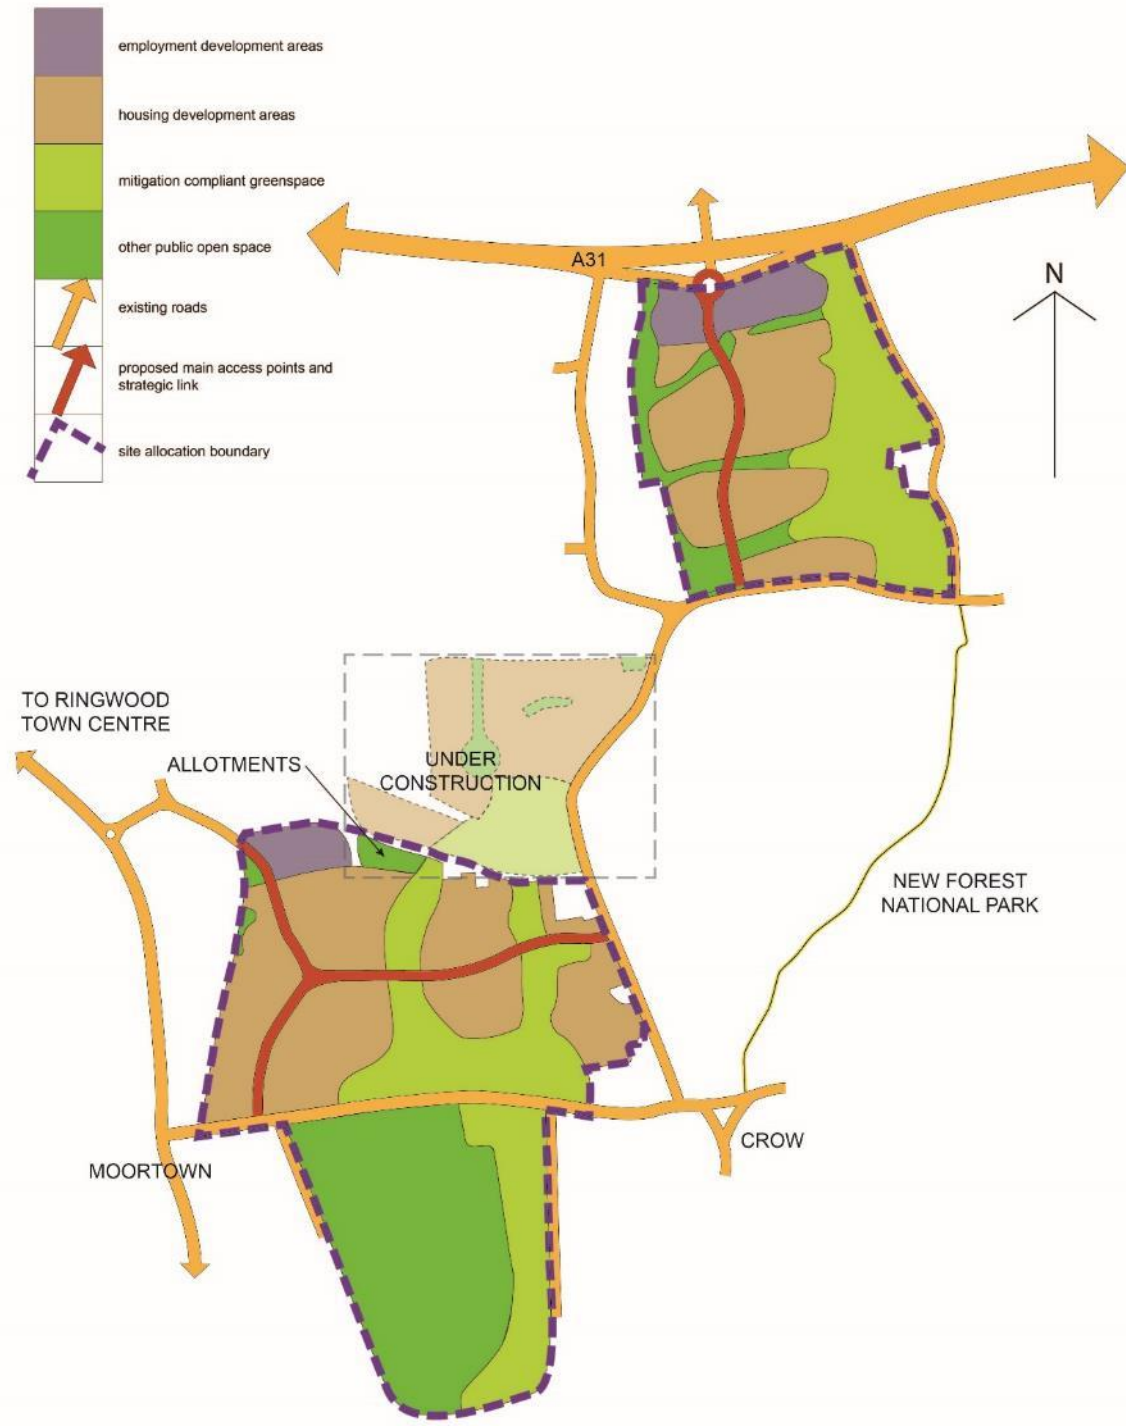 employment development areas
housing development areas
mitigation compliant greenspace
other public open space
existing roads
proposed main access points and
strategic link
site allocation boundary
A31
N
TO RINGWOOD
TOWN CENTRE
ALLOTMENTS
UNDER
CONSTRUCTION
NEW FOREST
NATIONAL PARK
CROW
MOORTOWN